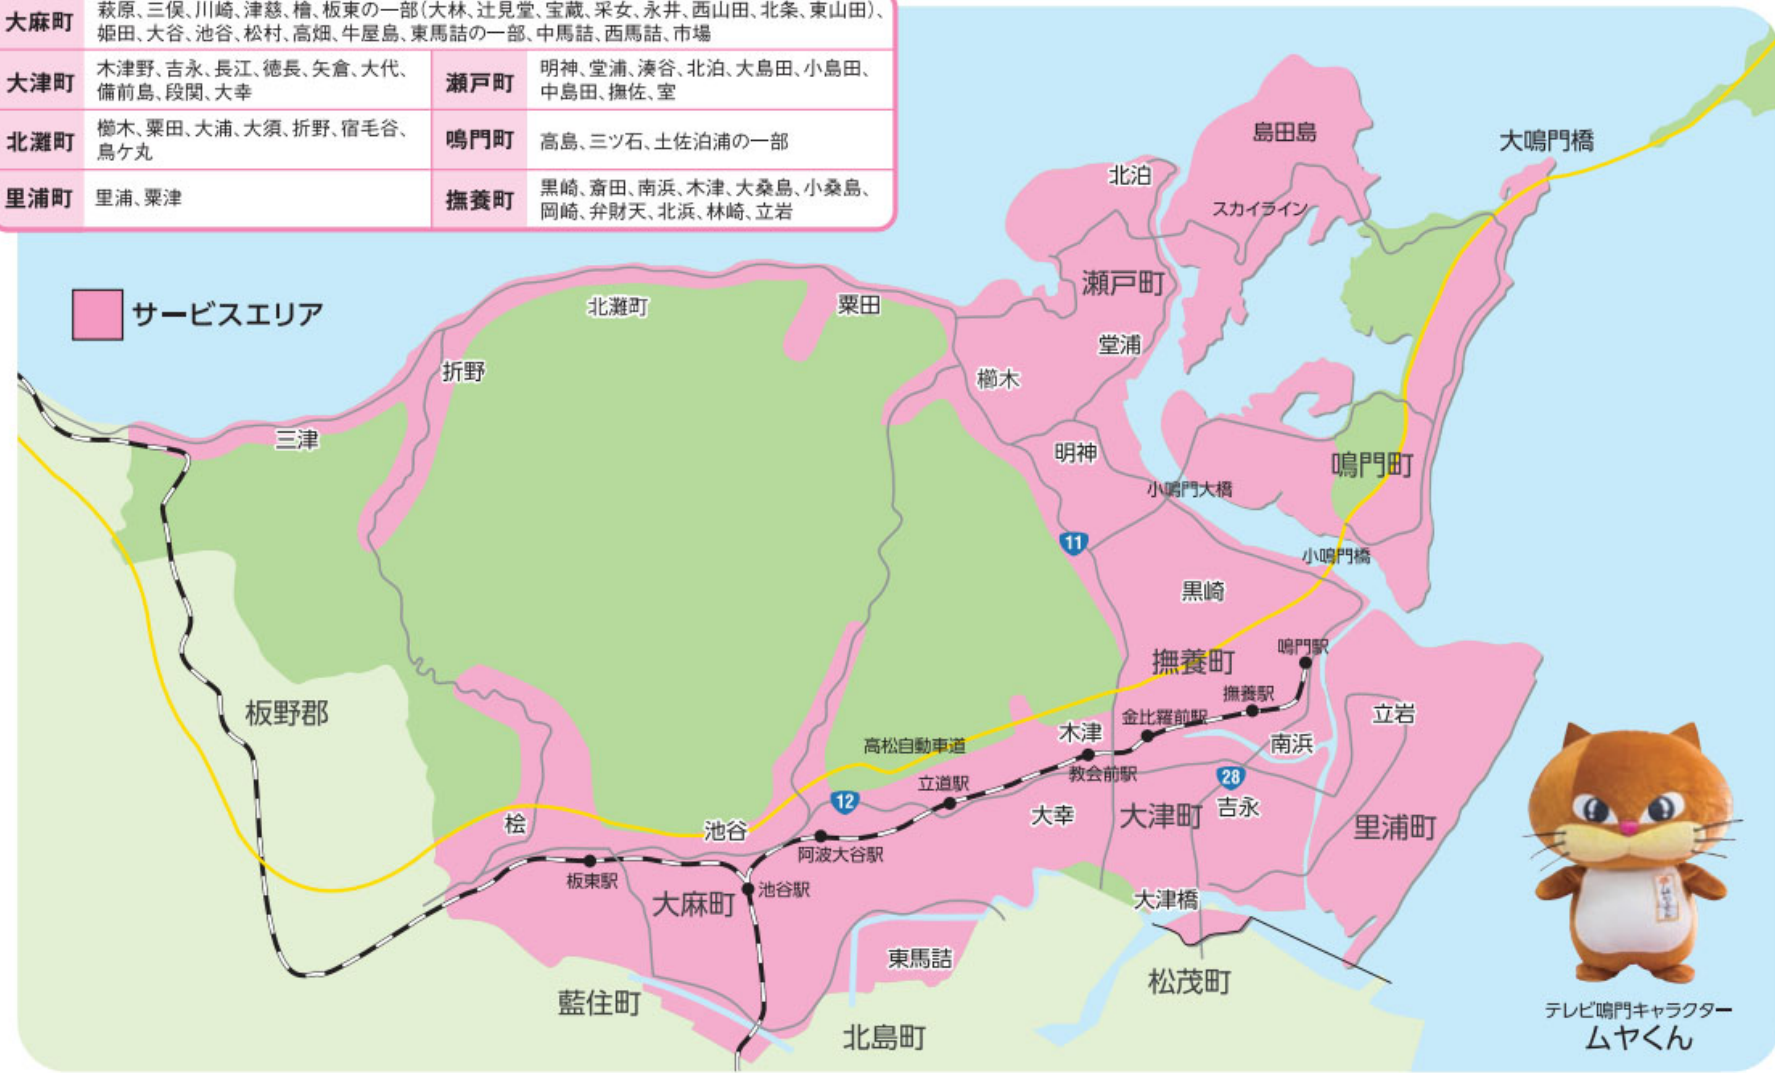 大麻町
萩原、三俣、川崎、津慈、檜、板東の一部（大林、辻見堂、宝蔵、采女、永井、西山田、北条、東山田）、
姫田、大谷、池谷、松村、高畑、牛屋島、東馬詰の一部、中馬詰、西馬詰、市場
大津町
木津野、吉永、長江、徳長、矢倉、大代、
備前島、段関、大幸
瀬戸町
明神、堂浦、湊谷、北泊、大島田、小島田、
中島田、撫佐、室
北灘町
櫛木、粟田、大浦、大須、折野、宿毛谷、
鳥ケ丸
鳴門町
高島、三ツ石、土佐泊浦の一部
里浦町
里浦、粟津
撫養町
黒崎、斎田、南浜、木津、大桑島、小桑島、
岡崎、弁財天、北浜、林崎、立岩
サービスエリア
島田島
大鳴門橋
北泊
スカイライン
瀬戸町
北灘町
粟田
堂浦
折野
櫛木
三津
明神
鳴門町
小鳴門大橋
11
小鳴門橋
黒崎
撫養町
鳴門駅
撫養駅
板野郡
金比羅前駅
立岩
木津
南浜
高松自動車道
教会前駅
28
立道駅
12
吉永
大幸
大津町
里浦町
桧
池谷
阿波大谷駅
板東駅
池谷駅
大麻町
大津橋
東馬詰
松茂町
藍住町
北島町
テレビ鳴門キャラクター
ムヤくん